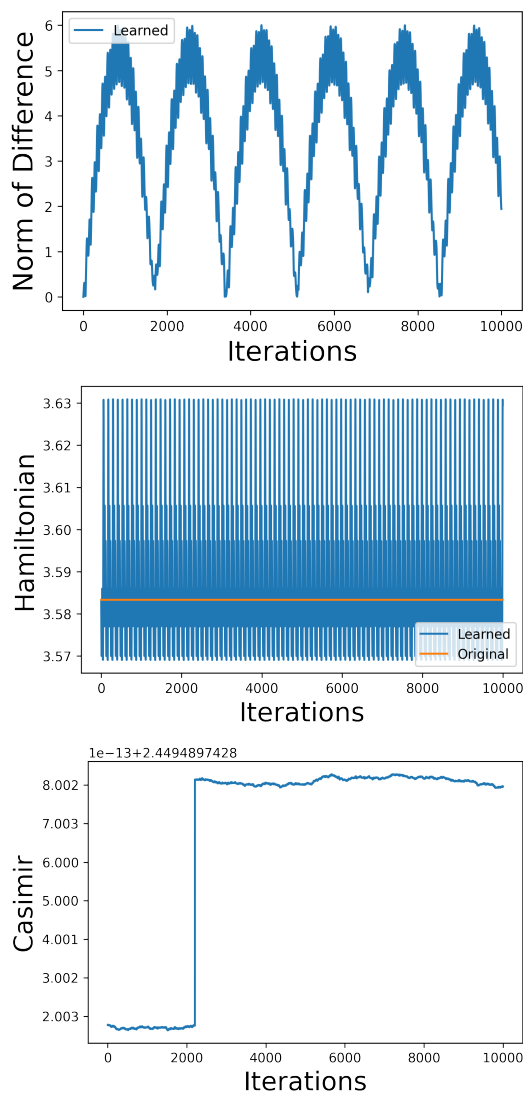 Norm of Difference
6
5
4
3
2
1
0
Learned
0 2000 4000 6000 8000 10000
Iterations
Hamiltonian
3.63
3.62
3.61
3.60
3.59
3.58
3.57
Learned
Original
0 2000 4000 6000 8000 10000
Iterations
1e−13+2.4494897428
Casimir
8.002
7.003
6.000
5.000
4.001
3.002
2.003
0 2000 4000 6000 8000 10000
Iterations